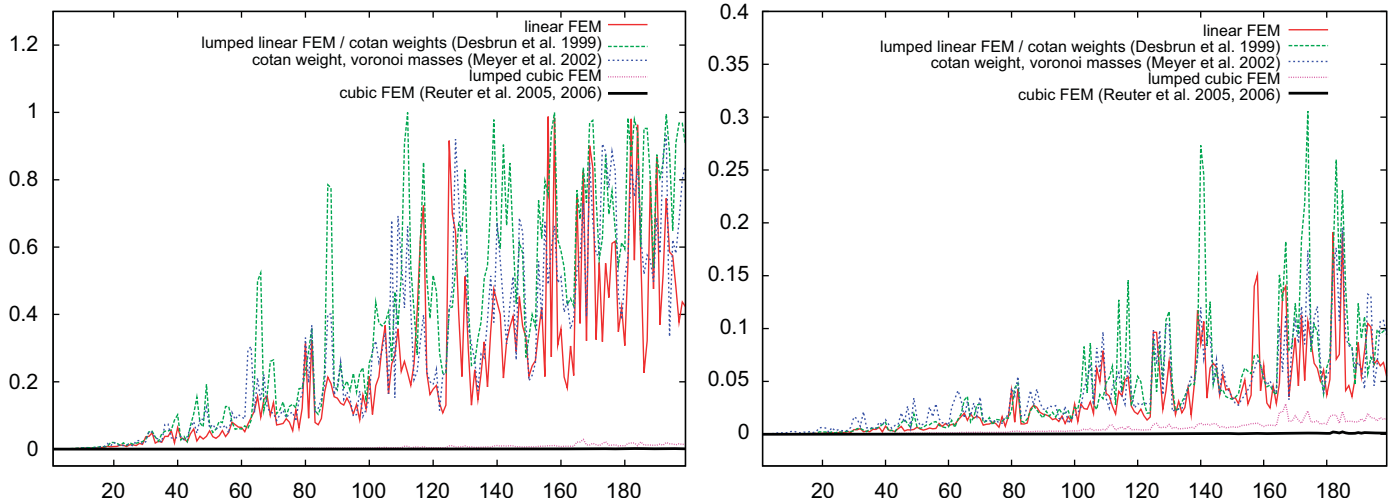 1.2
1
0.8
0.6
0.4
0.2
0
linear FEM
lumped linear FEM / cotan weights (Desbrun et al. 1999)
cotan weight, voronoi masses (Meyer et al. 2002)
lumped cubic FEM
cubic FEM (Reuter et al. 2005, 2006)
20 40 60 80 100 120 140 160 180
0.4
0.35
0.3
0.25
0.2
0.15
0.1
0.05
0
linear FEM
lumped linear FEM / cotan weights (Desbrun et al. 1999)
cotan weight, voronoi masses (Meyer et al. 2002)
lumped cubic FEM
cubic FEM (Reuter et al. 2005, 2006)
20 40 60 80 100 120 140 160 180